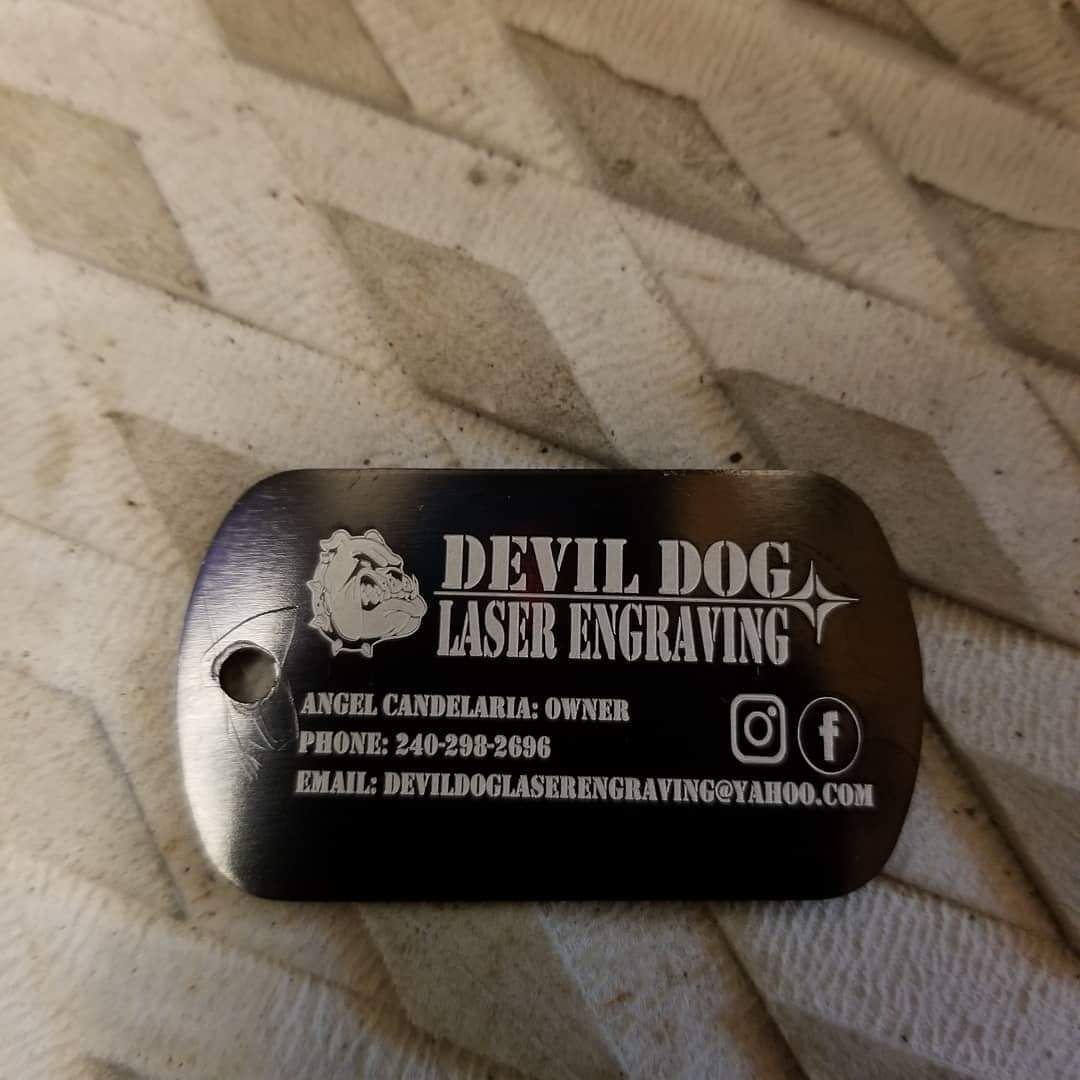 DEVIL DOG
LASER ENGRAVING
ANGEL CANDELARIA: OWNER
PHONE: 240-298-2696
EMAIL: DEVILDOGLASERENGRAVING@YAHOO.COM